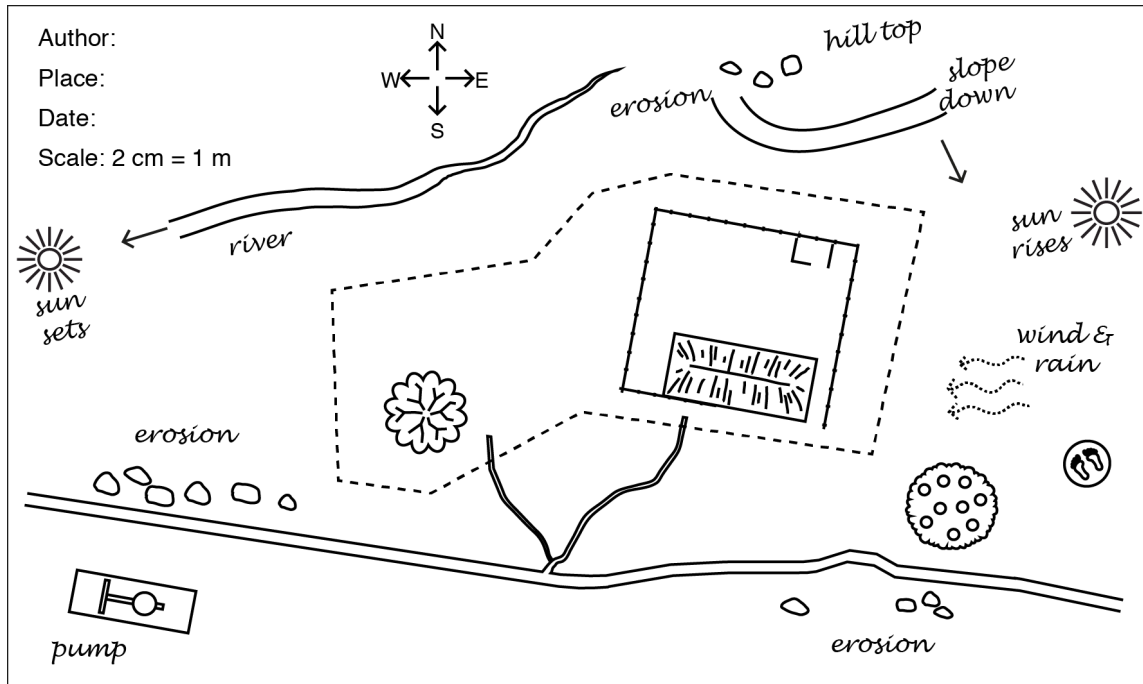 Author:
Place:
Date:
Scale: 2 cm = 1 m
N
W
E
S
hill top
erosion
slope
down
river
sun
rises
sun
sets
wind &
rain
erosion
pump
erosion